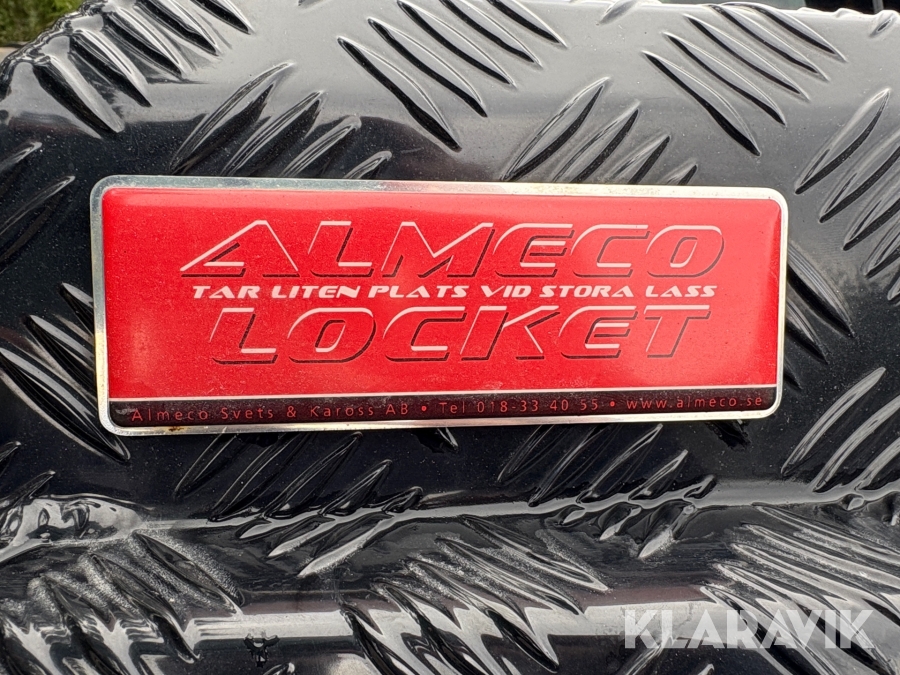 ALMECO
TAR LITEN PLATS VID STORA LASS
LOCKET
Almeco Svets & Kaross AB • Tel 018-33 40 55 • www.almeco.se
KLARAVIK